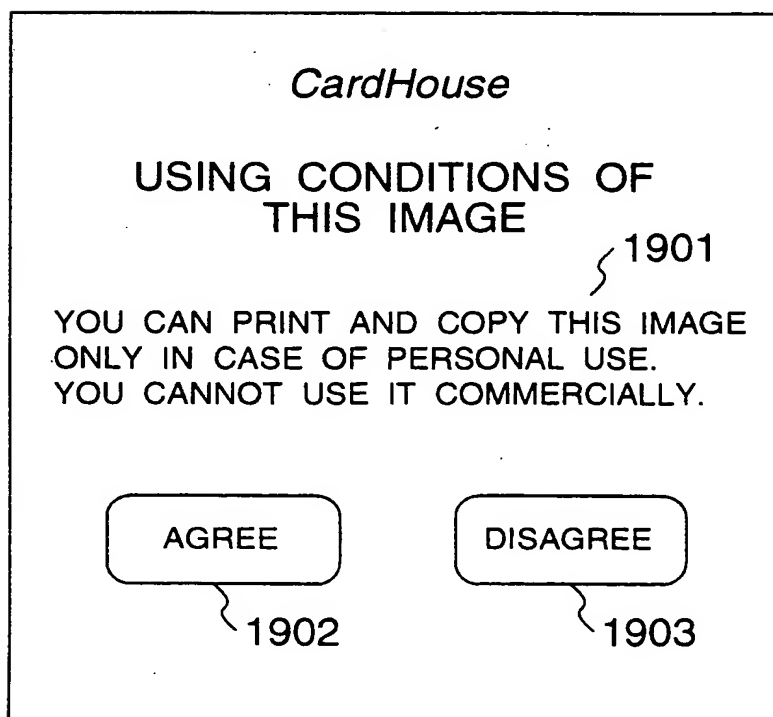 CardHouse
USING CONDITIONS OF
THIS IMAGE
1901
YOU CAN PRINT AND COPY THIS IMAGE
ONLY IN CASE OF PERSONAL USE.
YOU CANNOT USE IT COMMERCIALLY.
AGREE DISAGREE
1902 1903